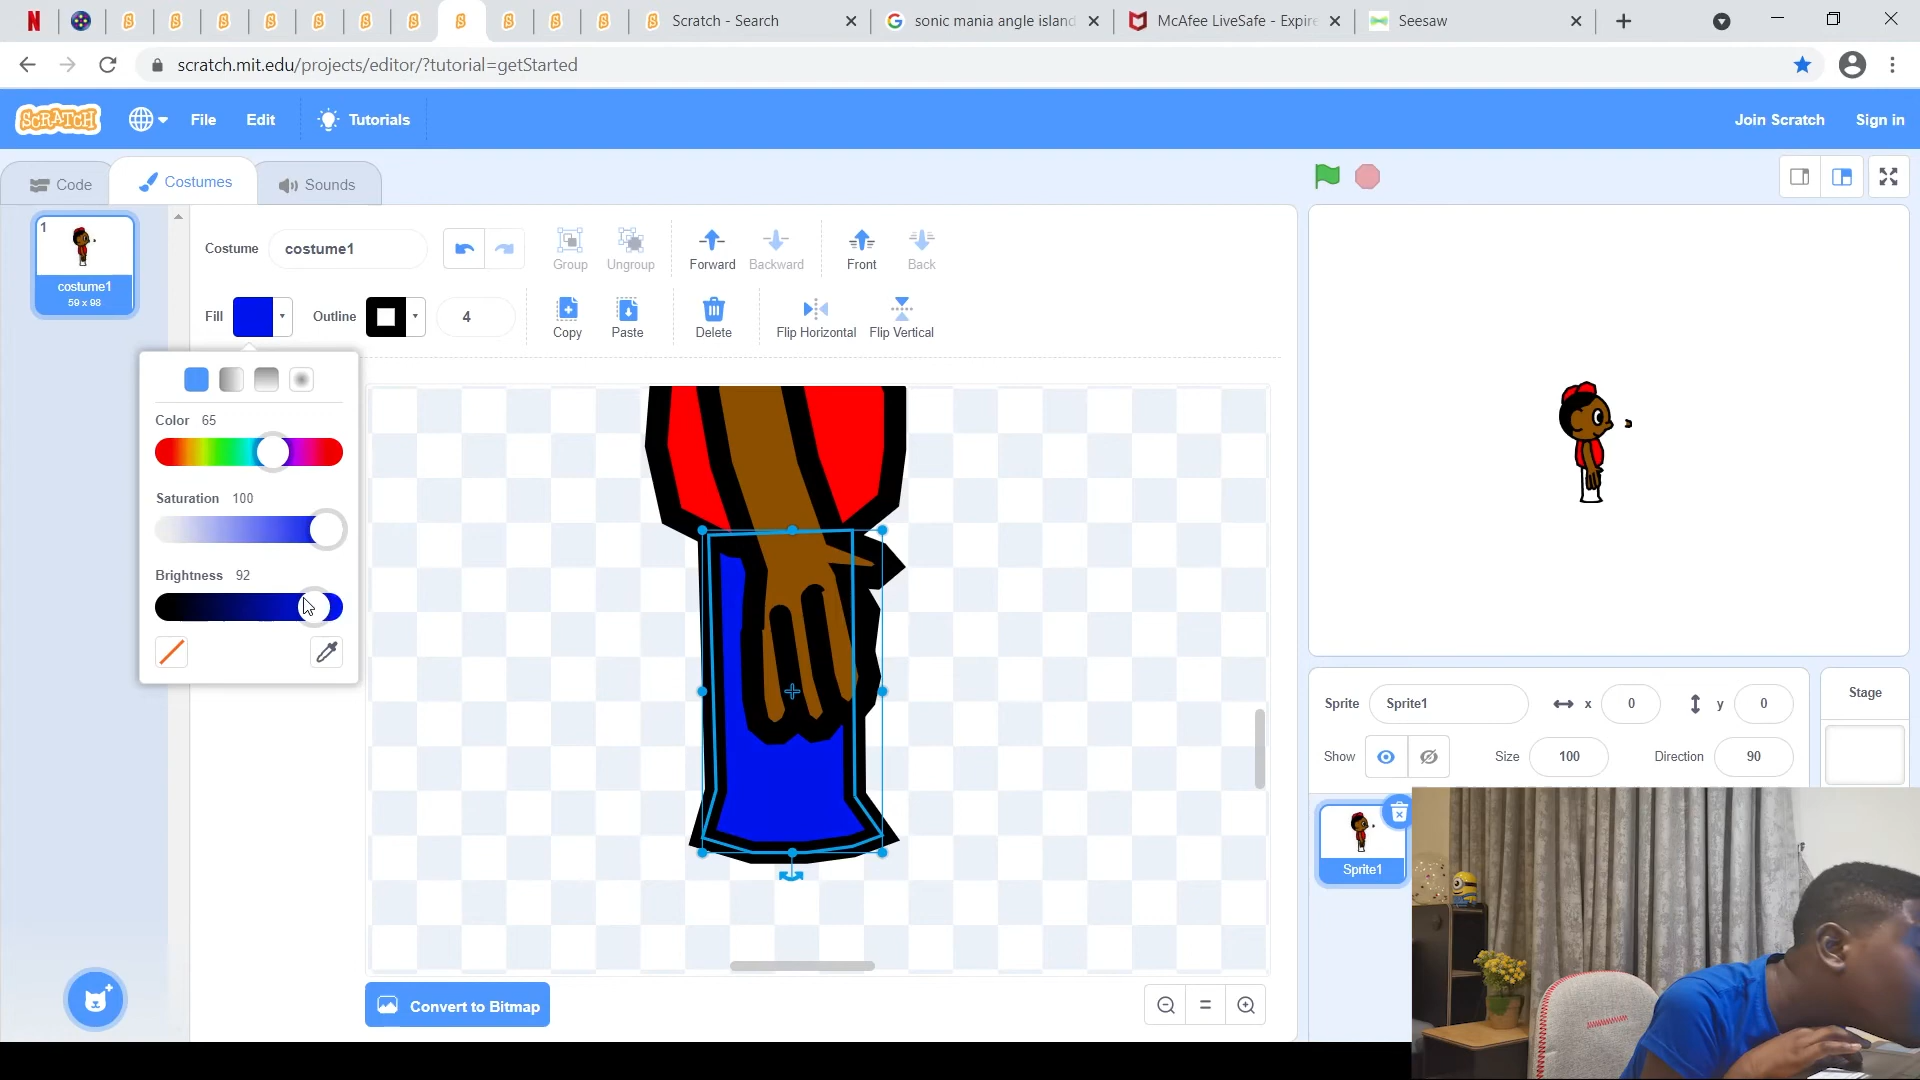 Scratch - Search
sonic mania angle island
McAfee LiveSafe - Expire
Seesaw
scratch.mit.edu/projects/editor/?tutorial=getStarted
SCRATCH
File
Edit
Tutorials
Join Scratch
Sign in
Code
Costumes
Sounds
1
costume1
59 x 98
Costume
costume1
Group
Ungroup
Forward
Backward
Front
Back
Fill
Outline
4
Copy
Paste
Delete
Flip Horizontal
Flip Vertical
Color 65
Saturation 100
Brightness 92
Convert to Bitmap
Sprite
Sprite1
x
0
y
0
Show
Size
100
Direction
90
Stage
Sprite1